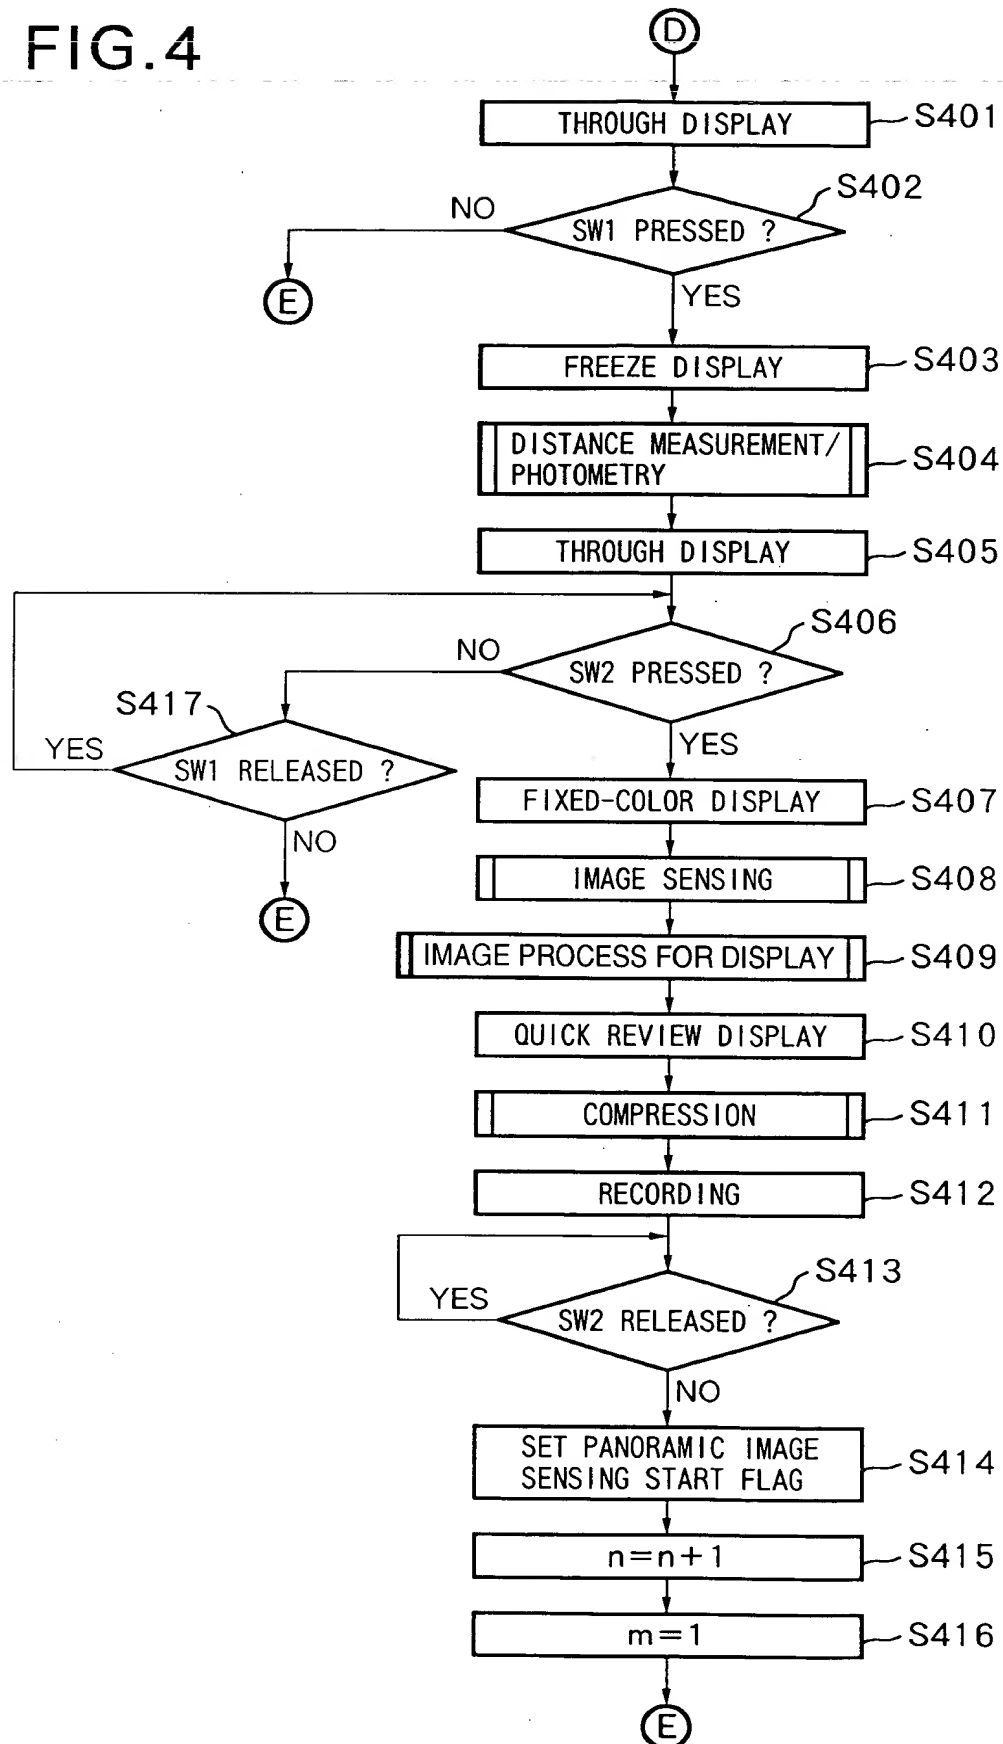 FIG.4
D
THROUGH DISPLAY
S401
S402
NO
SW1 PRESSED ?
E
YES
FREEZE DISPLAY
S403
DISTANCE MEASUREMENT/
PHOTOMETRY
S404
THROUGH DISPLAY
S405
S406
NO
SW2 PRESSED ?
S417
YES
SW1 RELEASED ?
YES
NO
E
FIXED-COLOR DISPLAY
S407
IMAGE SENSING
S408
IMAGE PROCESS FOR DISPLAY
S409
QUICK REVIEW DISPLAY
S410
COMPRESSION
S411
RECORDING
S412
S413
YES
SW2 RELEASED ?
NO
SET PANORAMIC IMAGE
SENSING START FLAG
S414
n=n+1
S415
m=1
S416
E